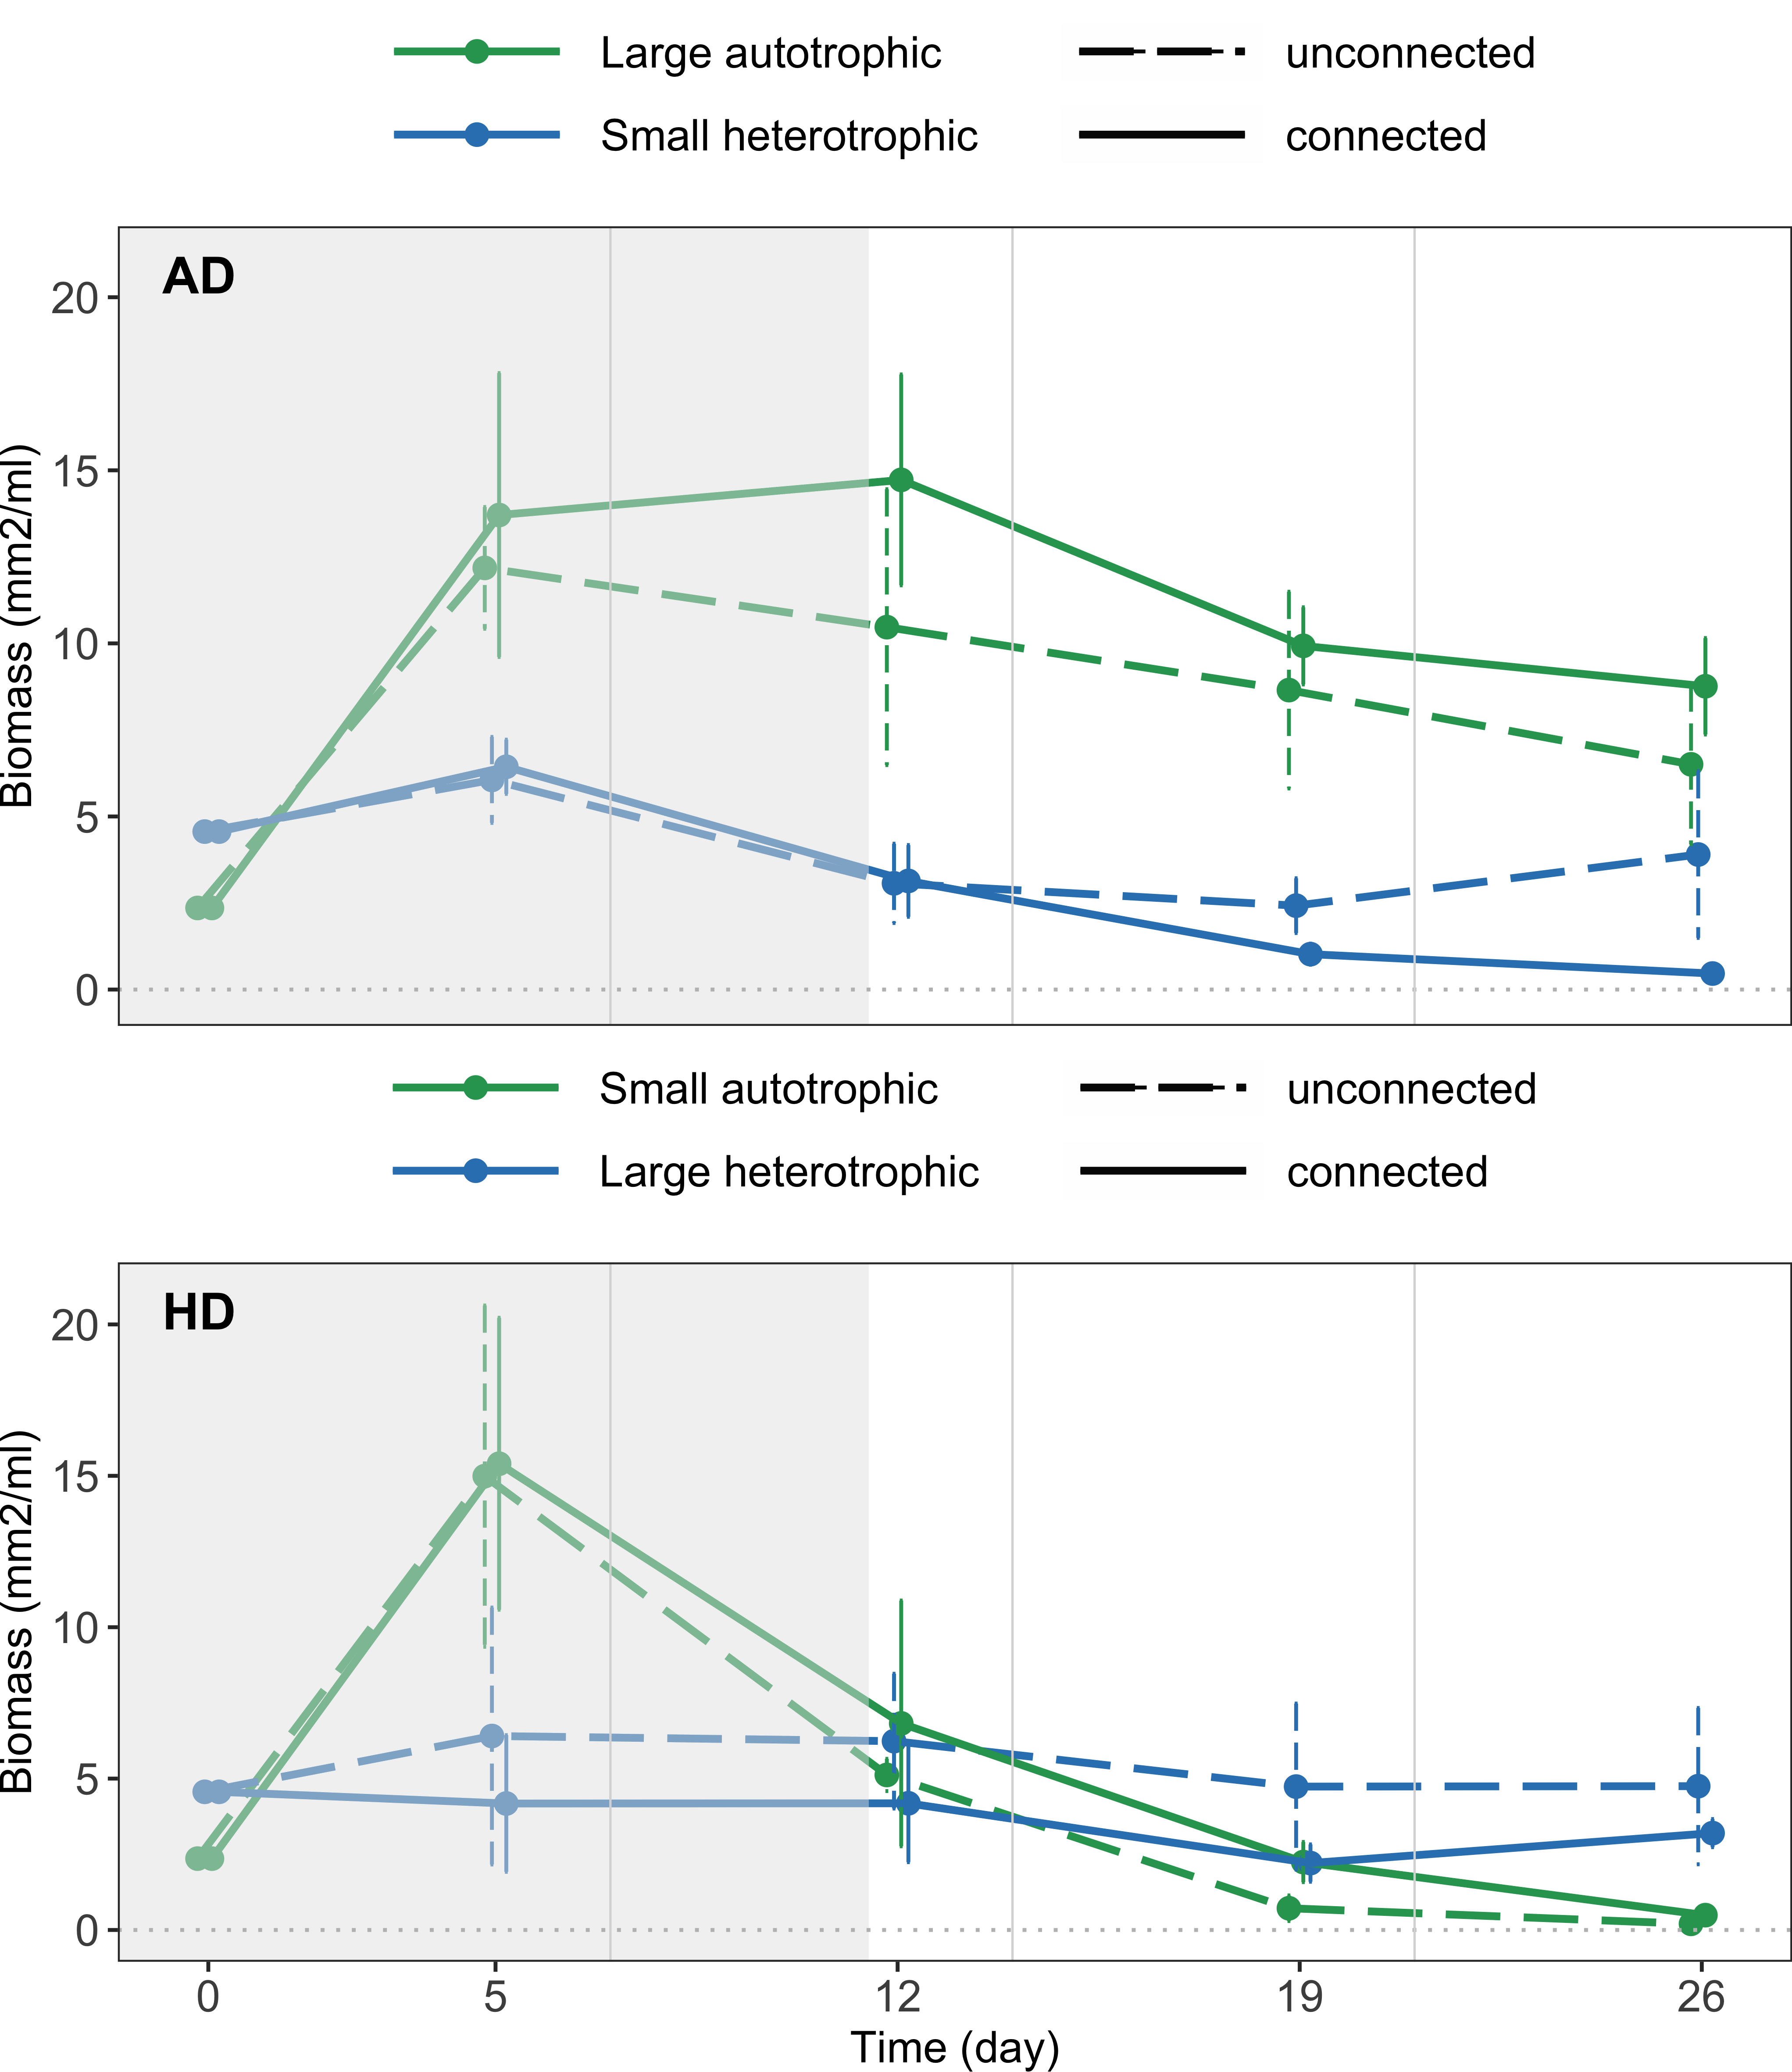 Large autotrophic unconnected
Small heterotrophic connected
AD
20
15
10
5
0
Biomass (mm2/ml)
Small autotrophic unconnected
Large heterotrophic connected
HD
20
15
10
5
0
Biomass (mm2/ml)
0 5 12 19 26
Time (day)